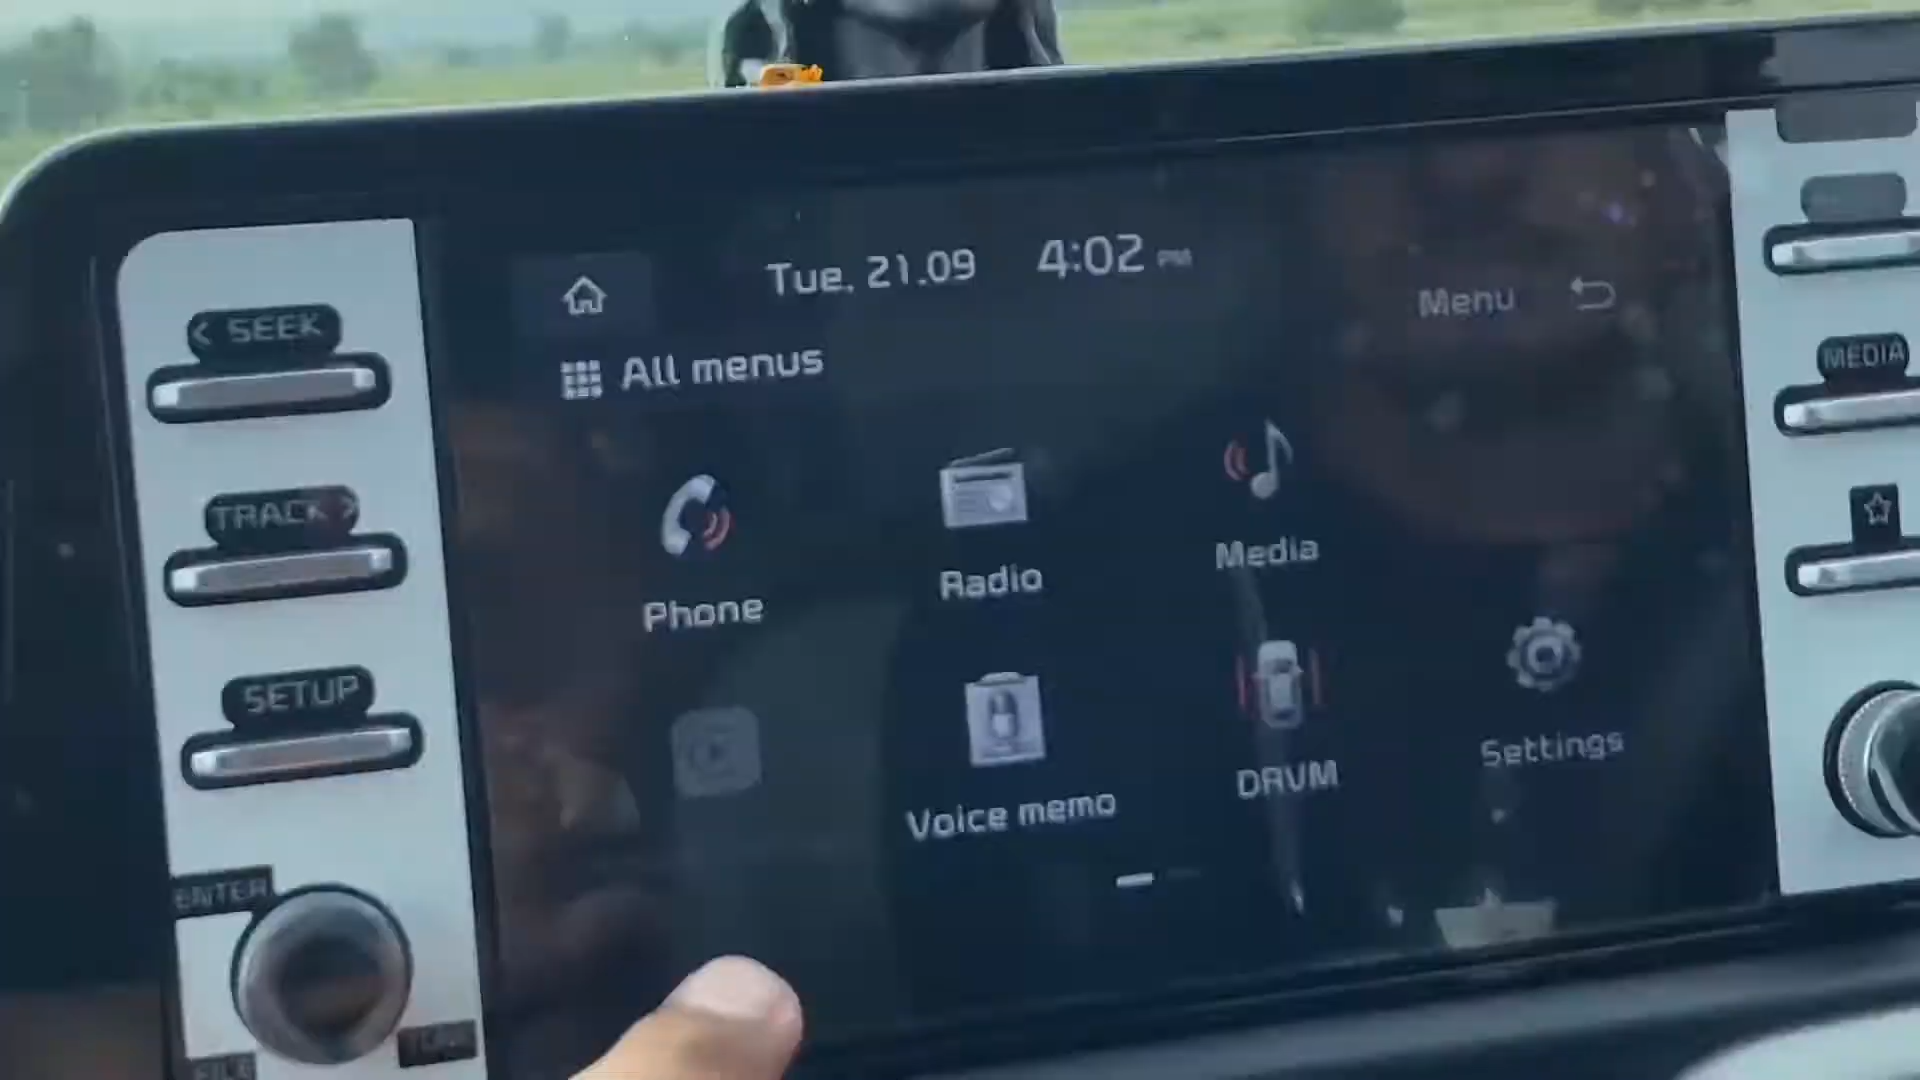 Tue, 21.09 4:02 PM
Menu
All menus
< SEEK
TRACK >
SETUP
ENTER
FILE
Phone
Radio
Media
Voice memo
DRVM
Settings
MEDIA